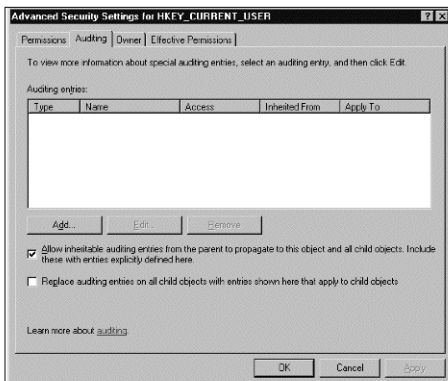 Advanced Security Settings for HKEY_CURRENT_USER
Permissions Auditing Owner Effective Permissions
To view more information about special auditing entries, select an auditing entry, and then click Edit.
Auditing entries:
Type Name Access Inherited From Apply To
Add... Edit... Remove
Allow inheritable auditing entries from the parent to propagate to this object and all child objects. Include
these with entries explicitly defined here.
Replace auditing entries on all child objects with entries shown here that apply to child objects
Learn more about auditing.
OK Cancel Apply